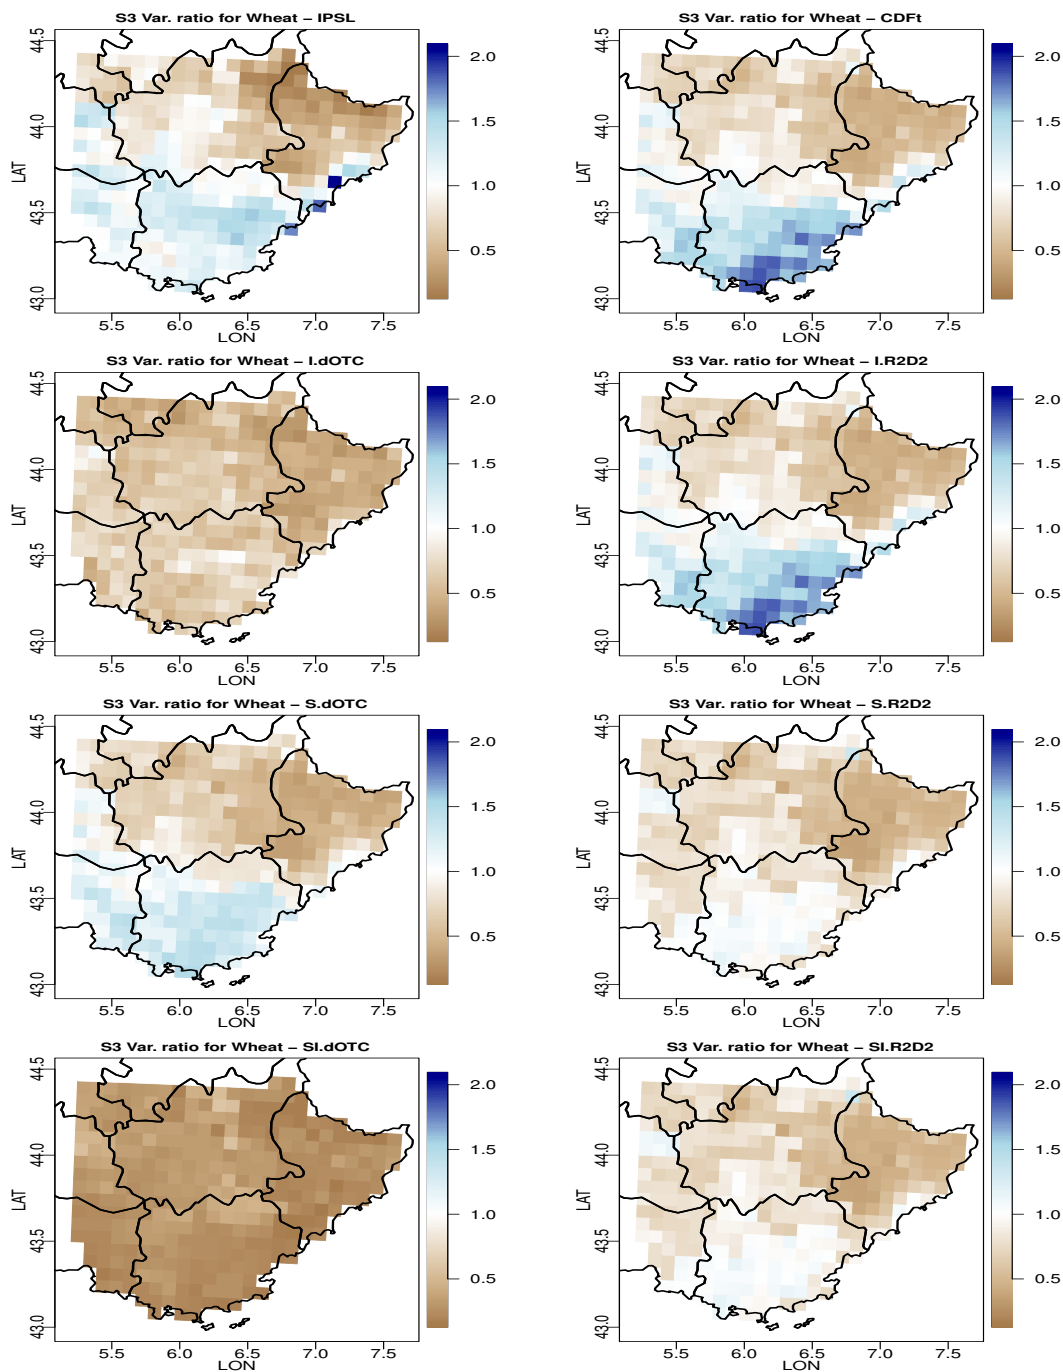 S3 Var. ratio for Wheat – IPSL
44.5
44.0
43.5
43.0
LAT
5.5 6.0 6.5 7.0 7.5
LON
2.0
1.5
1.0
0.5
S3 Var. ratio for Wheat – CDFt
44.5
44.0
43.5
43.0
LAT
5.5 6.0 6.5 7.0 7.5
LON
2.0
1.5
1.0
0.5
S3 Var. ratio for Wheat – I.dOTC
44.5
44.0
43.5
43.0
LAT
5.5 6.0 6.5 7.0 7.5
LON
2.0
1.5
1.0
0.5
S3 Var. ratio for Wheat – I.R2D2
44.5
44.0
43.5
43.0
LAT
5.5 6.0 6.5 7.0 7.5
LON
2.0
1.5
1.0
0.5
S3 Var. ratio for Wheat – S.dOTC
44.5
44.0
43.5
43.0
LAT
5.5 6.0 6.5 7.0 7.5
LON
2.0
1.5
1.0
0.5
S3 Var. ratio for Wheat – S.R2D2
44.5
44.0
43.5
43.0
LAT
5.5 6.0 6.5 7.0 7.5
LON
2.0
1.5
1.0
0.5
S3 Var. ratio for Wheat – SI.dOTC
44.5
44.0
43.5
43.0
LAT
5.5 6.0 6.5 7.0 7.5
LON
2.0
1.5
1.0
0.5
S3 Var. ratio for Wheat – SI.R2D2
44.5
44.0
43.5
43.0
LAT
5.5 6.0 6.5 7.0 7.5
LON
2.0
1.5
1.0
0.5